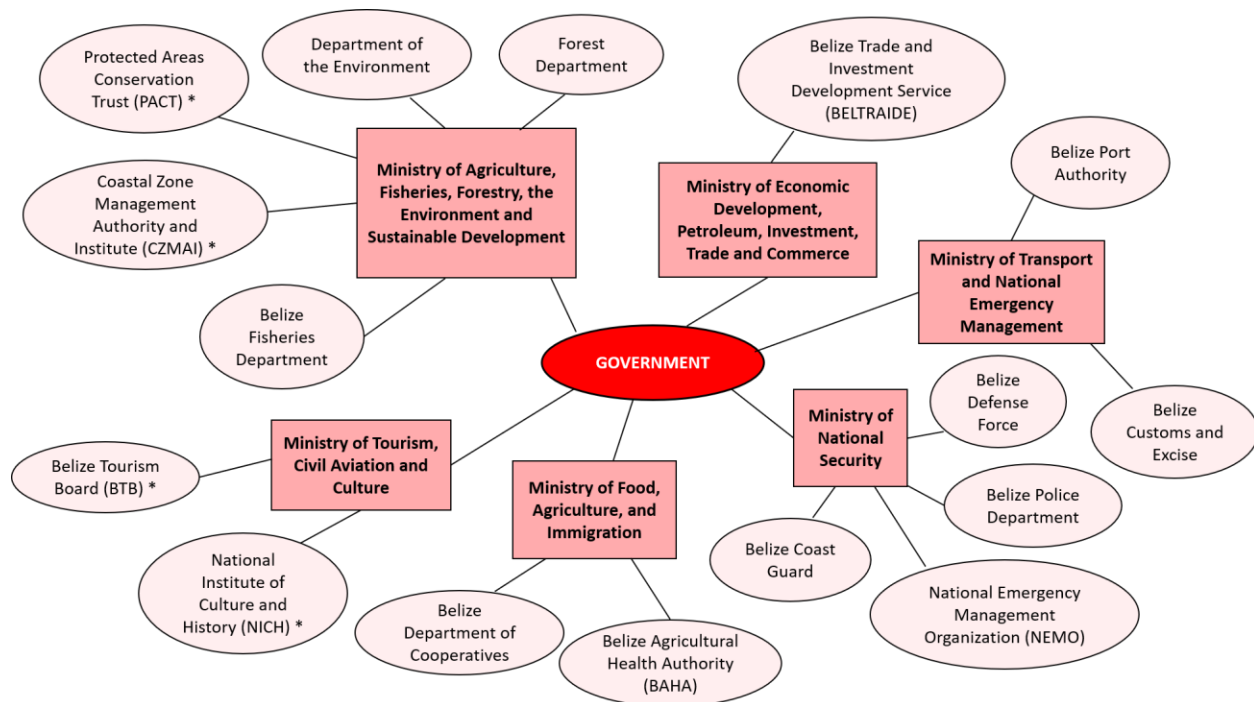 Protected Areas
Conservation
Trust (PACT) *
Department of
the Environment
Forest
Department
Belize Trade and
Investment
Development Service
(BELTRAIDE)
Ministry of Agriculture,
Fisheries, Forestry, the
Environment and
Sustainable Development
Ministry of Economic
Development,
Petroleum, Investment,
Trade and Commerce
Belize Port
Authority
Coastal Zone
Management
Authority and
Institute (CZMAI) *
Ministry of Transport
and National
Emergency
Management
Belize
Fisheries
Department
GOVERNMENT
Belize
Defense
Force
Belize
Customs and
Excise
Ministry of Tourism,
Civil Aviation and
Culture
Ministry of
National
Security
Belize Tourism
Board (BTB) *
Ministry of Food,
Agriculture, and
Immigration
Belize Police
Department
Belize Coast
Guard
National
Institute of
Culture and
History (NICH) *
Belize
Department of
Cooperatives
Belize Agricultural
Health Authority
(BAHA)
National Emergency
Management
Organization (NEMO)